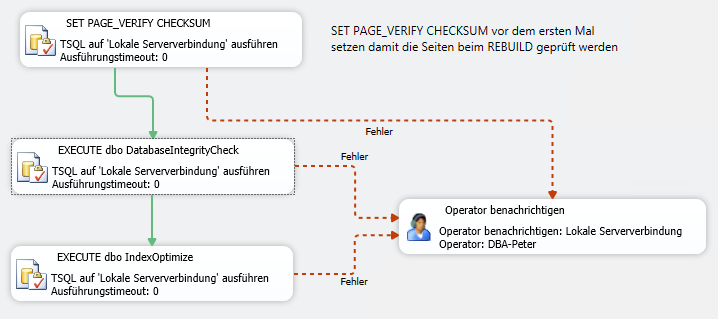 SET PAGE_VERIFY CHECKSUM
TSQL auf 'Lokale Serververbindung' ausführen
Ausführungstimeout: 0
SET PAGE_VERIFY CHECKSUM vor dem ersten Mal
setzen damit die Seiten beim REBUILD geprüft werden
Fehler
EXECUTE dbo DatabaseIntegrityCheck
TSQL auf 'Lokale Serververbindung' ausführen
Ausführungstimeout: 0
Fehler
Operator benachrichtigen
Operator benachrichtigen: Lokale Serververbindung
Operator: DBA-Peter
EXECUTE dbo IndexOptimize
TSQL auf 'Lokale Serververbindung' ausführen
Ausführungstimeout: 0
Fehler